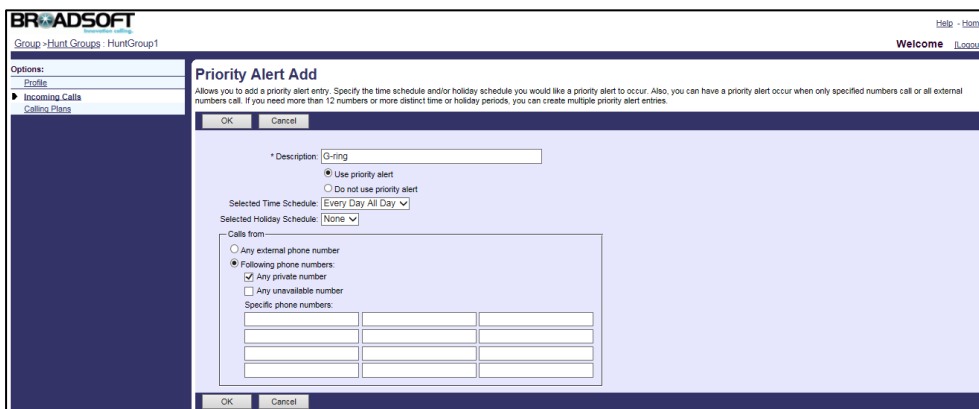 BROADSOFT
innovation calling.
Help - Hom
Group >Hunt Groups : HuntGroup1
Welcome [Logou
Options:
Profile
Incoming Calls
Calling Plans
Priority Alert Add
Allows you to add a priority alert entry. Specify the time schedule and/or holiday schedule you would like a priority alert to occur. Also, you can have a priority alert occur when only specified numbers call or all external
numbers call. If you need more than 12 numbers or more distinct time or holiday periods, you can create multiple priority alert entries.
OK Cancel
* Description: G-ring
Use priority alert
Do not use priority alert
Selected Time Schedule: Every Day All Day
Selected Holiday Schedule: None
Calls from
Any external phone number
Following phone numbers:
Any private number
Any unavailable number
Specific phone numbers:
OK Cancel